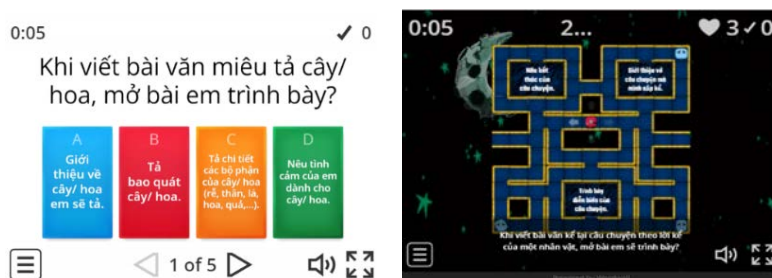 0:05
✓ 0
Khi viết bài văn miêu tả cây/
hoa, mở bài em trình bày?
A
Giới
thiệu về
cây/ hoa
em sẽ tả.
B
Tả
bao quát
cây/ hoa.
C
Tả chi tiết
các bộ phận
của cây/ hoa
(rễ, thân, lá,
hoa, quả,...).
D
Nêu tình
cảm của em
dành cho
cây/ hoa.
1 of 5
0:05
2...
3 ✓ 0
Nêu kết
thúc của
câu chuyện.
Giới thiệu về
câu chuyện mà
mình sắp kể.
Trình bày
diễn biến của
câu chuyện.
Khi viết bài văn kể lại câu chuyện theo lời kể
của một nhân vật, mở bài em sẽ trình bày?